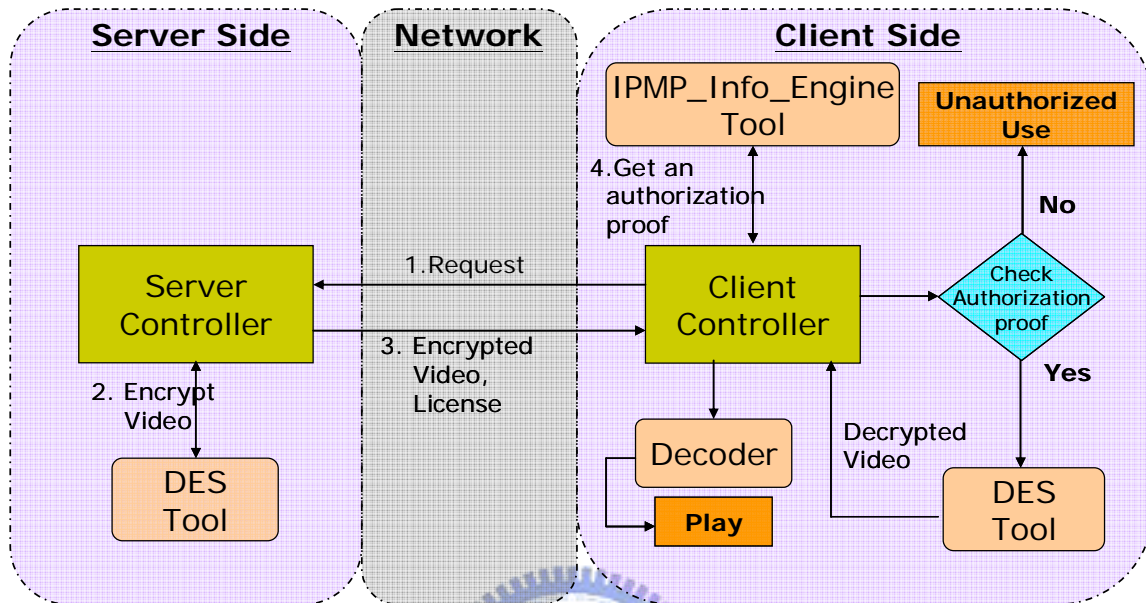 Server Side
Network
Client Side
IPMP_Info_Engine
Tool
Unauthorized
Use
4.Get an
authorization
proof
No
Server
Controller
1.Request
Client
Controller
Check
Authorization
proof
3. Encrypted
Video,
License
2. Encrypt
Video
Yes
DES
Tool
Decoder
Play
Decrypted
Video
DES
Tool